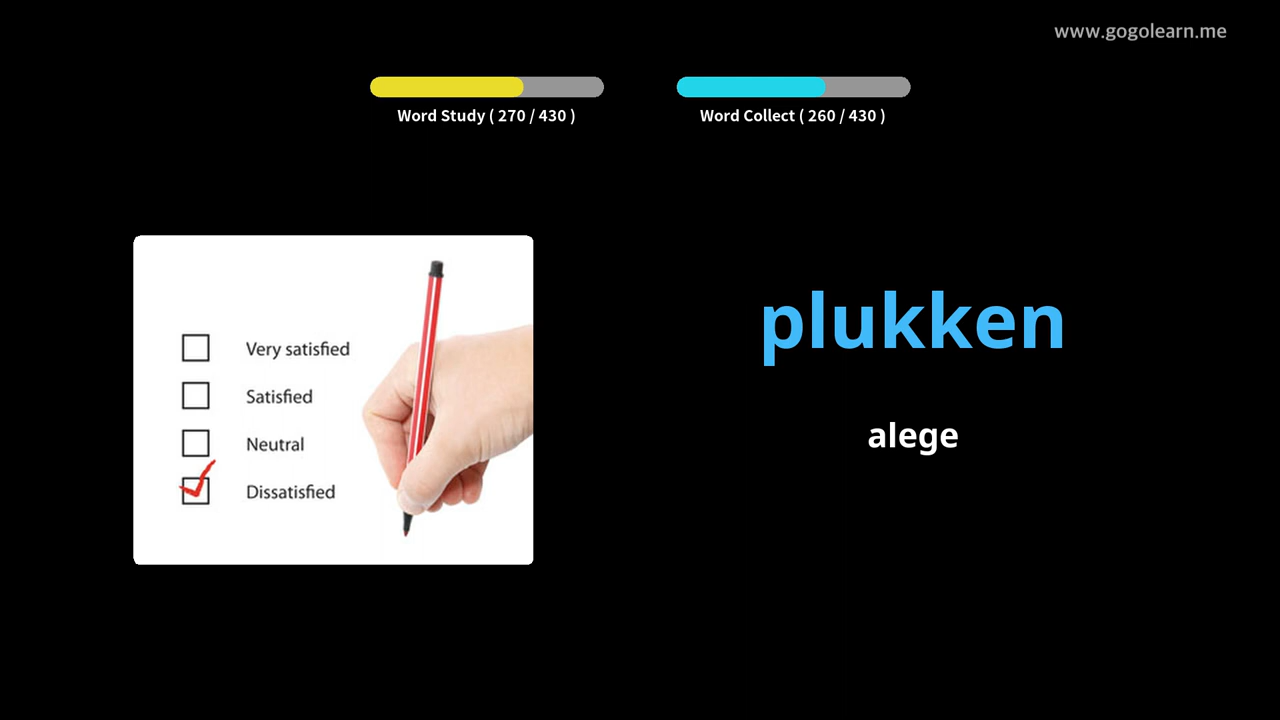 www.gogolearn.me
Word Study ( 270 / 430 )
Word Collect ( 260 / 430 )
Very satisfied
Satisfied
Neutral
Dissatisfied
plukken
alege